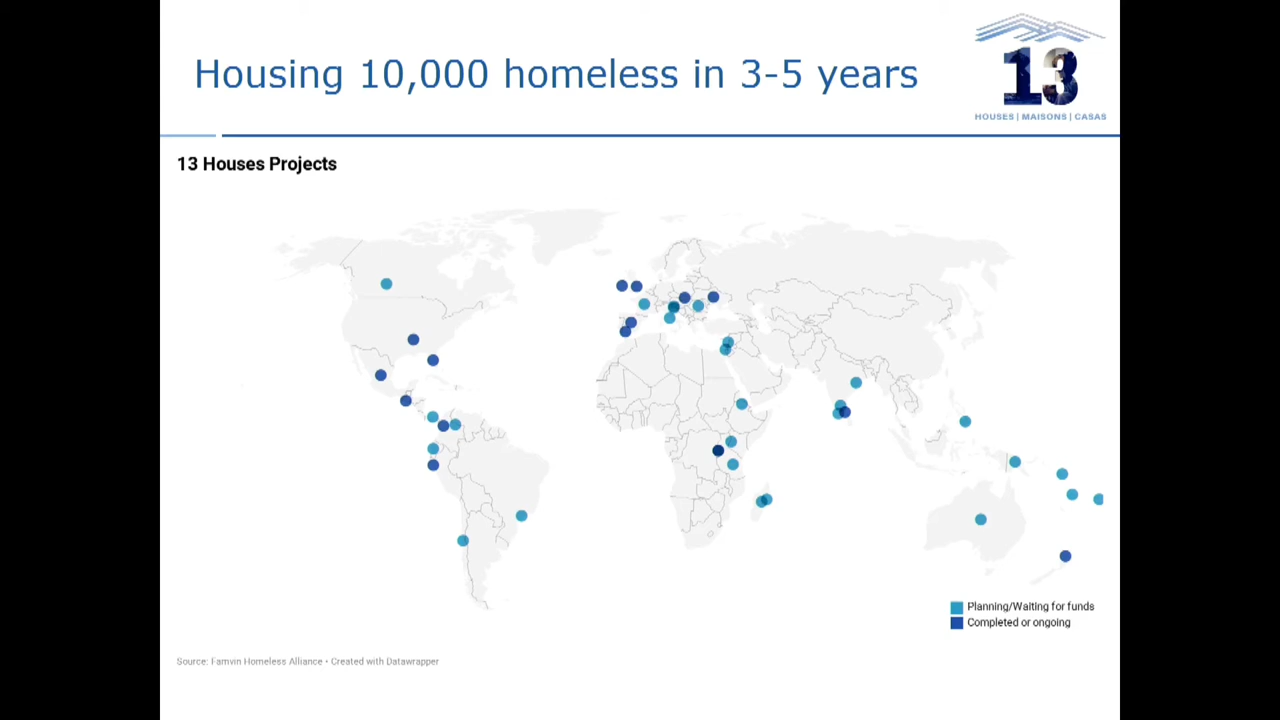 Housing 10,000 homeless in 3-5 years
13
HOUSES | MAISONS | CASAS
13 Houses Projects
Planning/Waiting for funds
Completed or ongoing
Source: Famvin Homeless Alliance • Created with Datawrapper